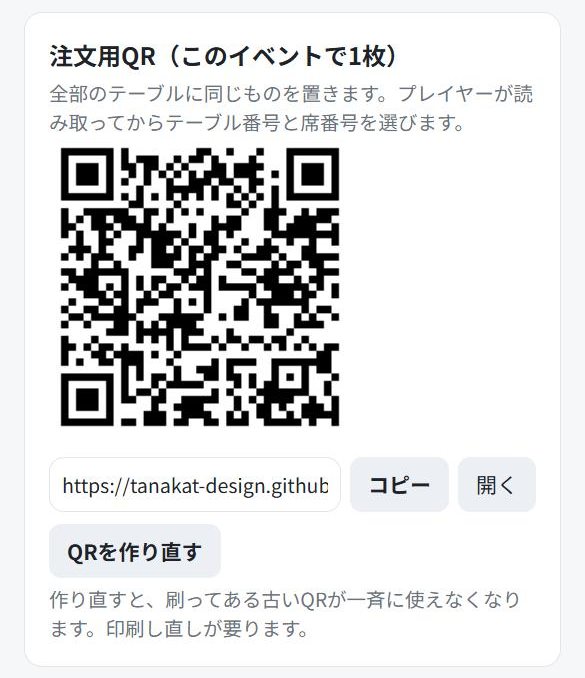 注文用QR（このイベントで1枚）
全部のテーブルに同じものを置きます。プレイヤーが読
み取ってからテーブル番号と席番号を選びます。
https://tanakat-design.github
コピー
開く
QRを作り直す
作り直すと、刷ってある古いQRが一斉に使えなくなり
ます。印刷し直しが要ります。